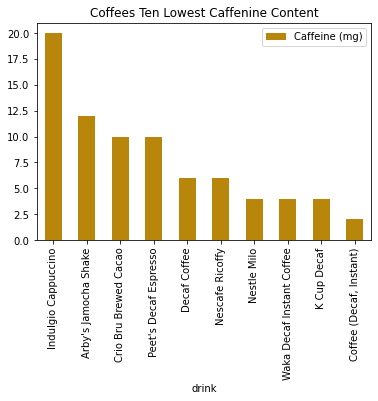 Coffees Ten Lowest Caffenine Content
Caffeine (mg)
20.0
17.5
15.0
12.5
10.0
7.5
5.0
2.5
0.0
Indulgio Cappuccino
Arby's Jamocha Shake
Crio Bru Brewed Cacao
Peet's Decaf Espresso
Decaf Coffee
Nescafe Ricoffy
Nestle Milo
Waka Decaf Instant Coffee
K Cup Decaf
Coffee (Decaf, Instant)
drink